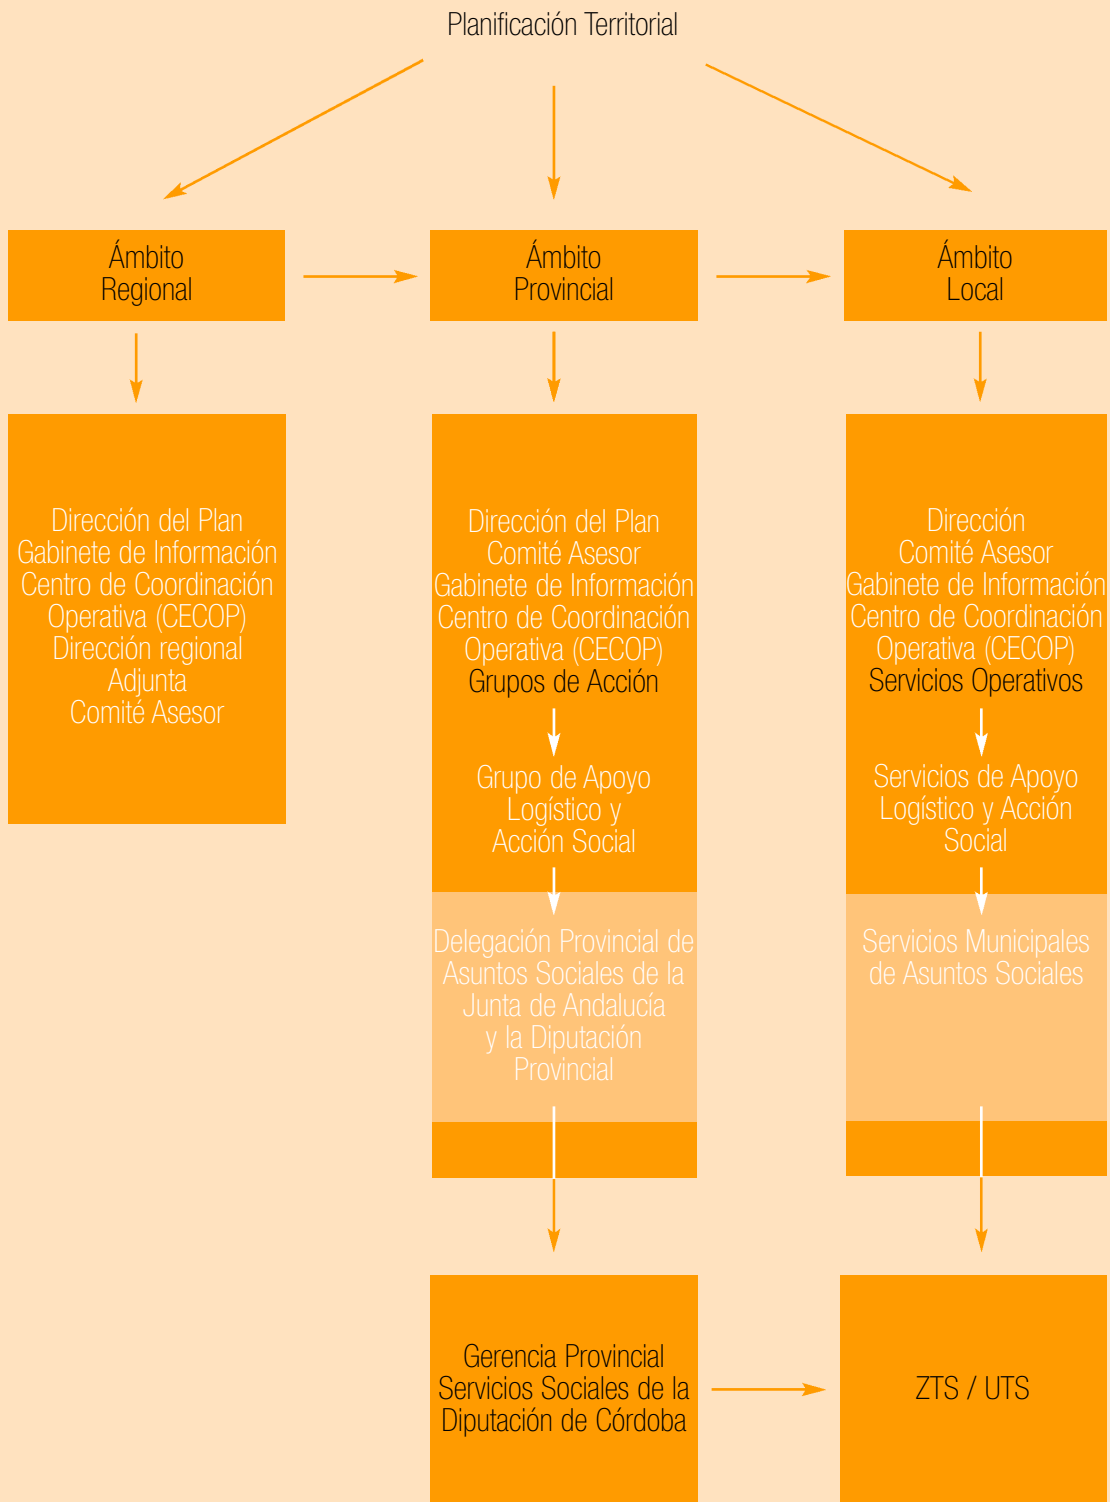 Planificación Territorial
Ámbito
Regional
Ámbito
Provincial
Ámbito
Local
Dirección del Plan
Gabinete de Información
Centro de Coordinación
Operativa (CECOP)
Dirección regional
Adjunta
Comité Asesor
Dirección del Plan
Comité Asesor
Gabinete de Información
Centro de Coordinación
Operativa (CECOP)
Grupos de Acción
Grupo de Apoyo
Logístico y
Acción Social
Delegación Provincial de
Asuntos Sociales de la
Junta de Andalucía
y la Diputación
Provincial
Dirección
Comité Asesor
Gabinete de Información
Centro de Coordinación
Operativa (CECOP)
Servicios Operativos
Servicios de Apoyo
Logístico y Acción
Social
Servicios Municipales
de Asuntos Sociales
Gerencia Provincial
Servicios Sociales de la
Diputación de Córdoba
ZTS / UTS